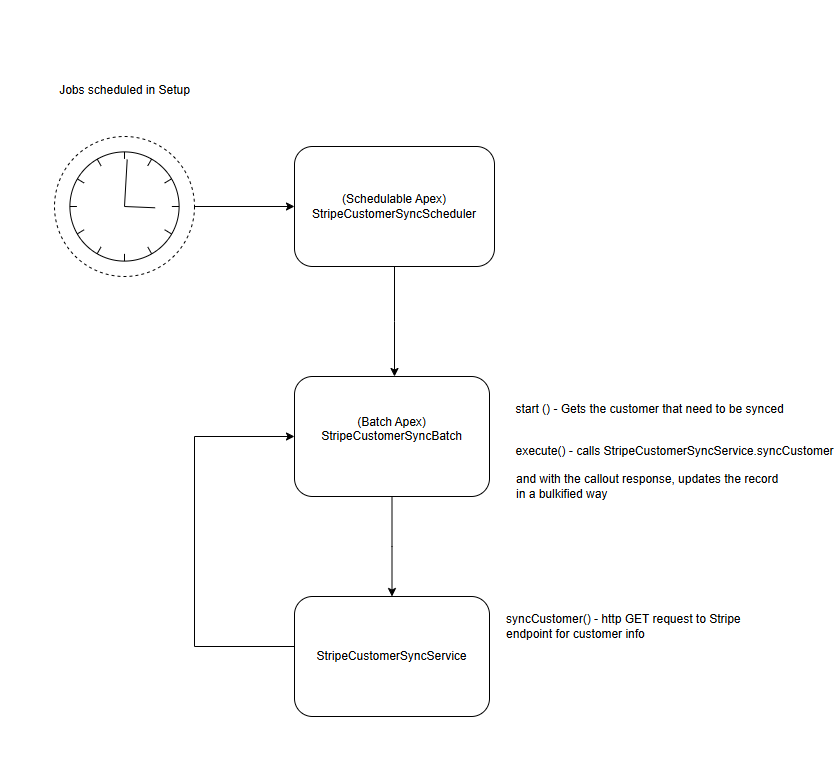 Jobs scheduled in Setup
(Schedulable Apex)
StripeCustomerSyncScheduler
(Batch Apex)
StripeCustomerSyncBatch
start () - Gets the customer that need to be synced
execute() - calls StripeCustomerSyncService.syncCustomer
and with the callout response, updates the record
in a bulkified way
StripeCustomerSyncService
syncCustomer() - http GET request to Stripe
endpoint for customer info